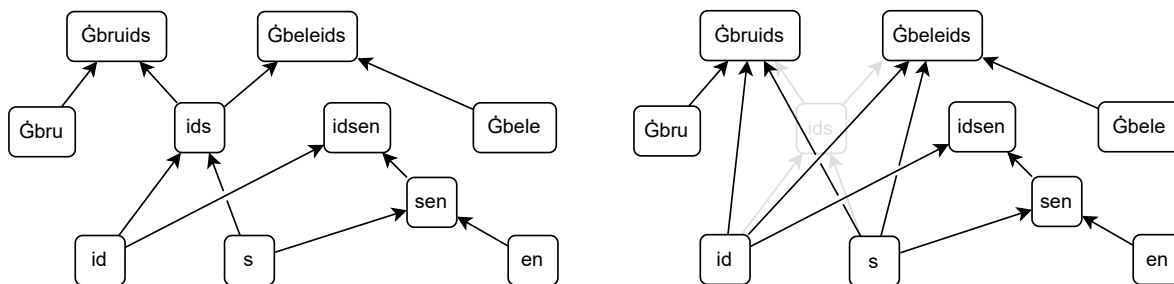 Ġbruids Ġbeleids Ġbruids Ġbeleids
Ġbru ids idsen Ġbele Ġbru ids idsen Ġbele
sen sen
id s en id s en